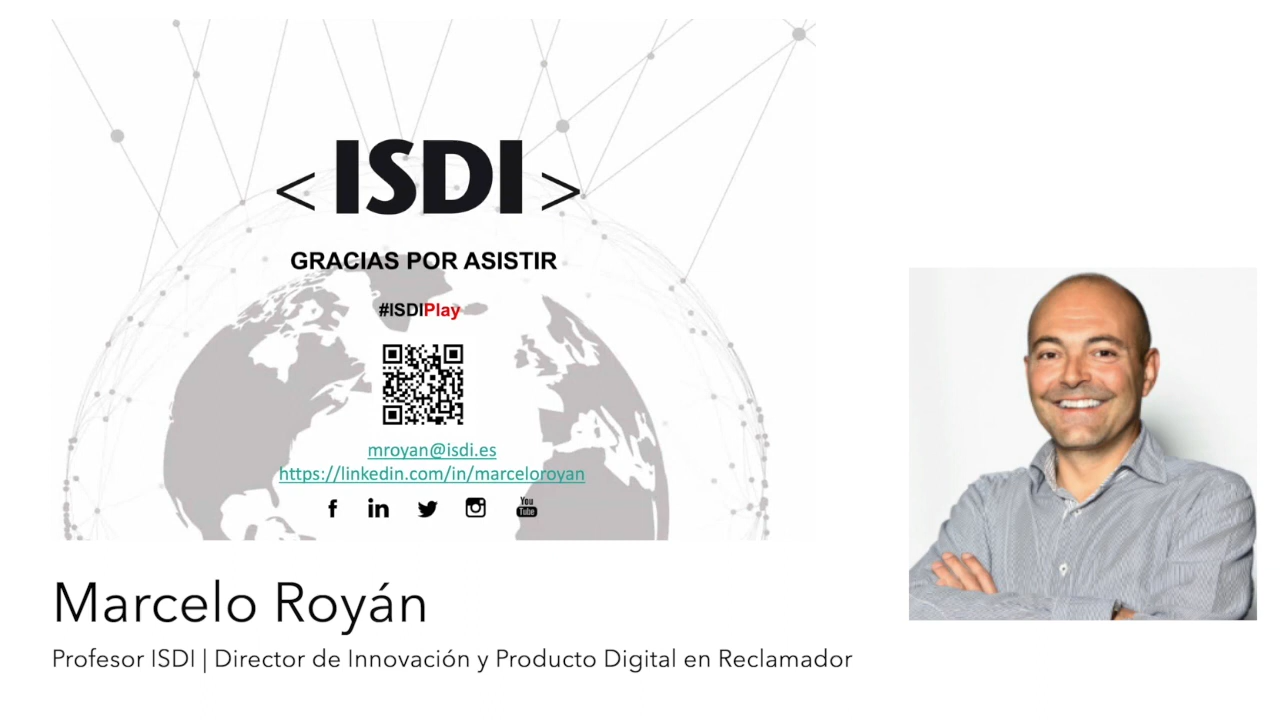 <ISDI>
GRACIAS POR ASISTIR
#ISDIPlay
mroyan@isdi.es
https://linkedin.com/in/marceloroyan
f in You Tube
Marcelo Royán
Profesor ISDI | Director de Innovación y Producto Digital en Reclamador